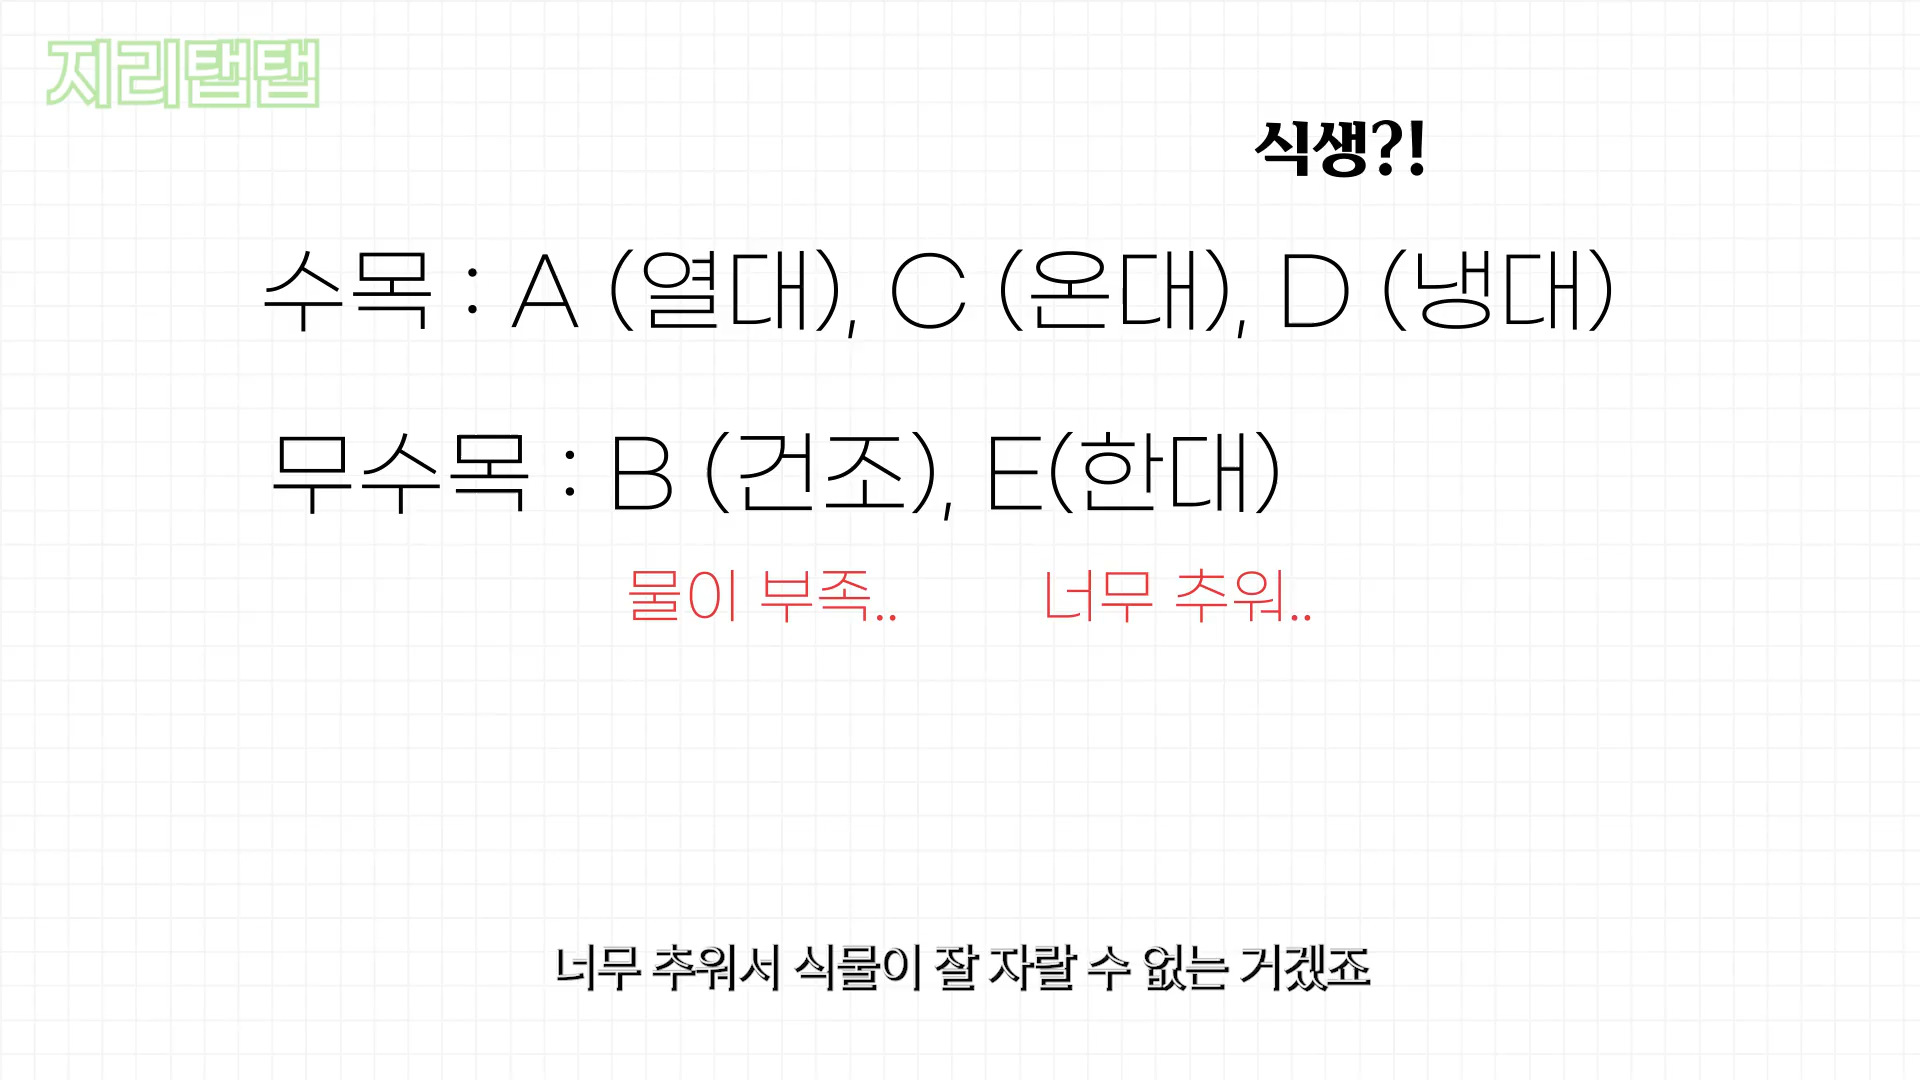 지리탭탭
식생?!
수목 : A (열대), C (온대), D (냉대)
무수목 : B (건조), E(한대)
물이 부족.. 너무 추워..
너무 추워서 식물이 잘 자랄 수 없는 거겠죠